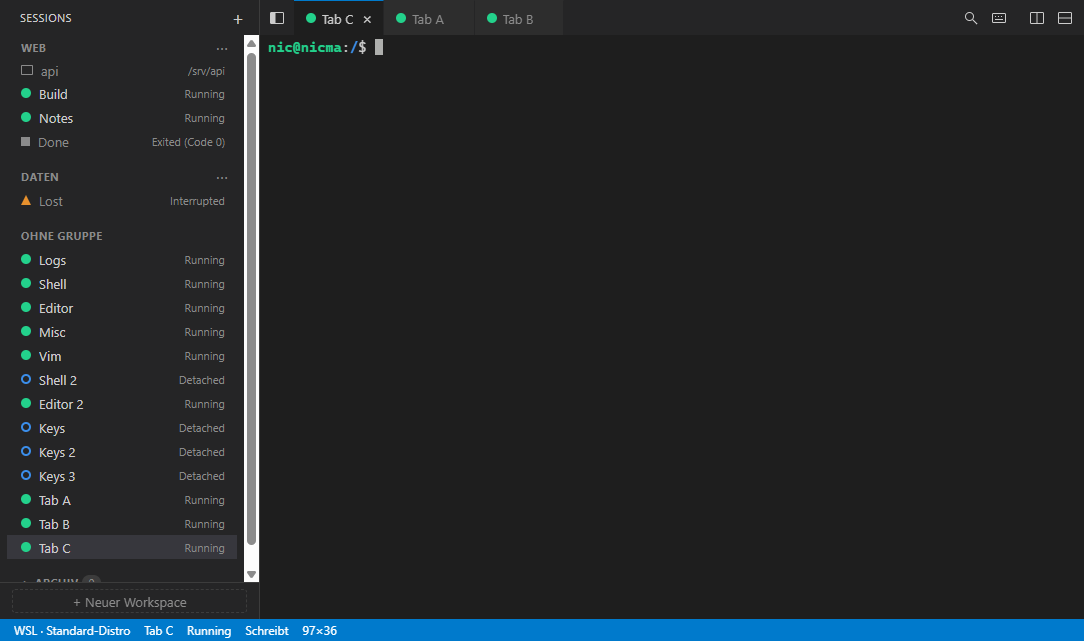 SESSIONS +
WEB ...
api /srv/api
Build Running
Notes Running
Done Exited (Code 0)
DATEN ...
Lost Interrupted
OHNE GRUPPE
Logs Running
Shell Running
Editor Running
Misc Running
Vim Running
Shell 2 Detached
Editor 2 Running
Keys Detached
Keys 2 Detached
Keys 3 Detached
Tab A Running
Tab B Running
Tab C Running
ARCHIV
+ Neuer Workspace
Tab C × Tab A Tab B
nic@nicma:/$
WSL · Standard-Distro Tab C Running Schreibt 97×36